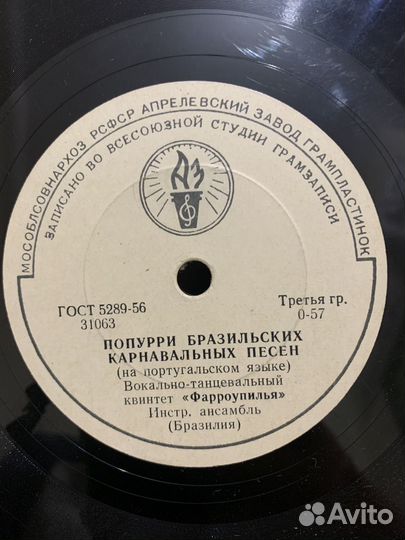 МОСОБЛСОВНАРХОЗ РСФСР АПРЕЛЕВСКИЙ ЗАВОД ГРАМПЛАСТИНОК
ЗАПИСАНО ВО ВСЕСОЮЗНОЙ СТУДИИ ГРАМЗАПИСИ
АЗ
ГОСТ 5289-56
31063
Третья гр.
0-57
ПОПУРРИ БРАЗИЛЬСКИХ
КАРНАВАЛЬНЫХ ПЕСЕН
(на португальском языке)
Вокально-танцевальный
квинтет «Фарроупилья»
Инстр. ансамбль
(Бразилия)
Avito